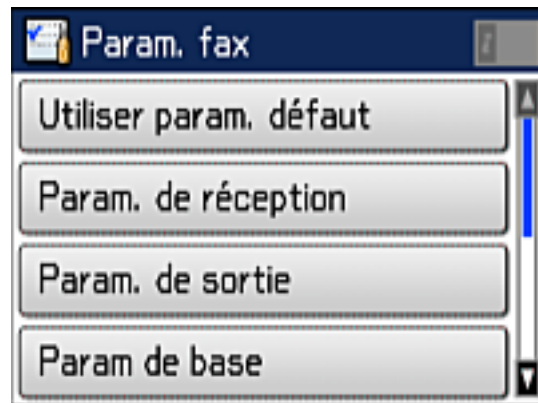 Param. fax
Utiliser param. défaut
Param. de réception
Param. de sortie
Param de base